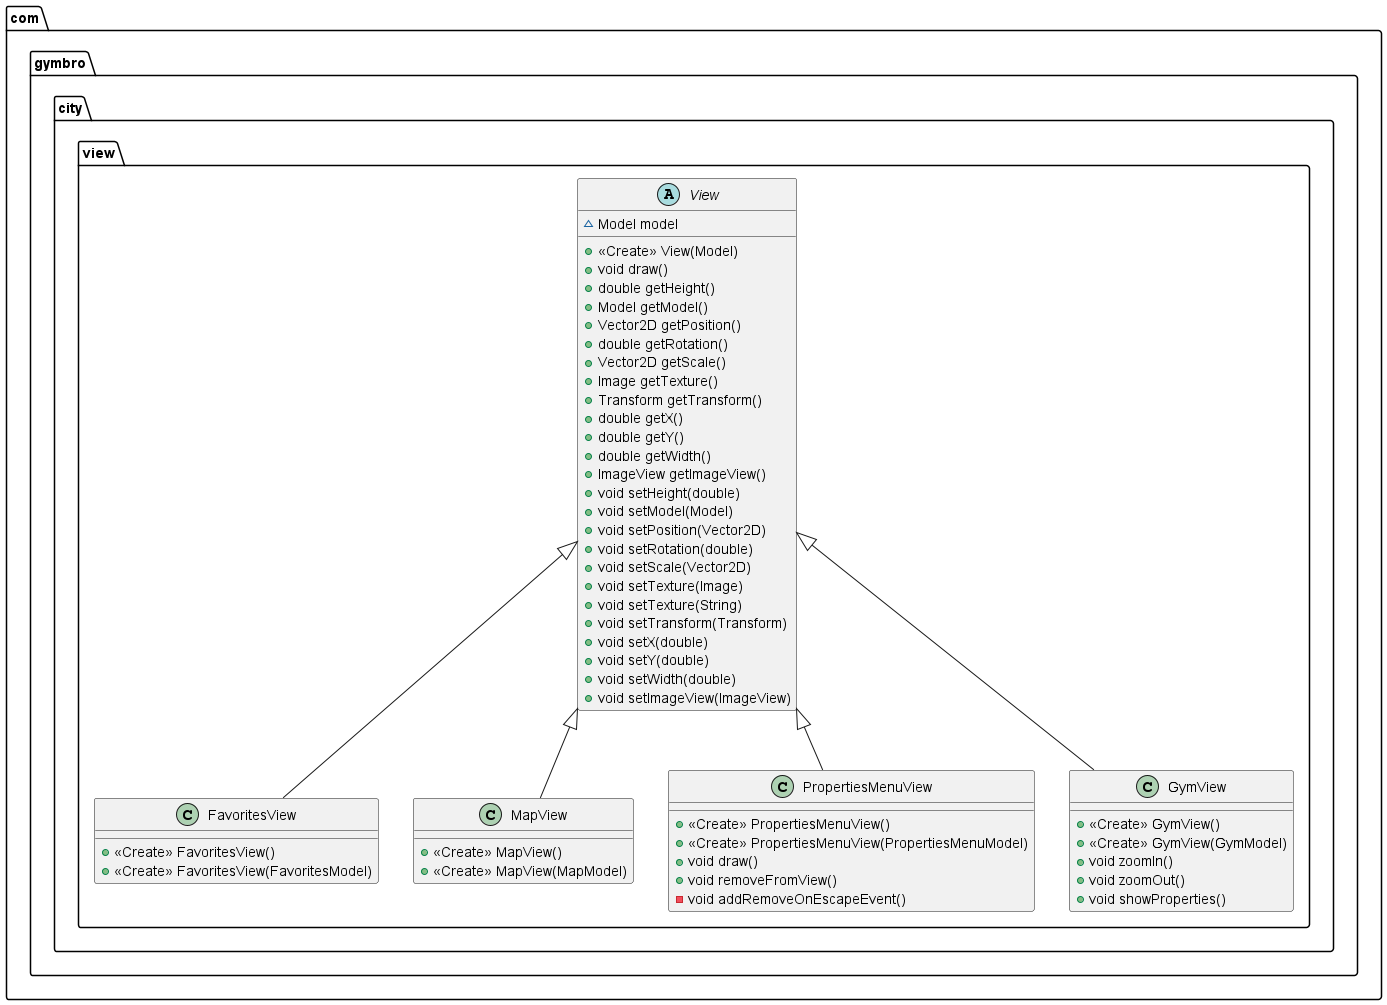 com
gymbro
city
view
A View
Model model
«Create» View(Model)
void draw()
double getHeight()
Model getModel()
Vector2D getPosition()
double getRotation()
Vector2D getScale()
Image getTexture()
Transform getTransform()
double getX()
double getY()
double getWidth()
ImageView getImageView()
void setHeight(double)
void setModel(Model)
void setPosition(Vector2D)
void setRotation(double)
void setScale(Vector2D)
void setTexture(Image)
void setTexture(String)
void setTransform(Transform)
void setX(double)
void setY(double)
void setWidth(double)
void setImageView(ImageView)
C FavoritesView
«Create» FavoritesView()
«Create» FavoritesView(FavoritesModel)
C MapView
«Create» MapView()
«Create» MapView(MapModel)
C PropertiesMenuView
«Create» PropertiesMenuView()
«Create» PropertiesMenuView(PropertiesMenuModel)
void draw()
void removeFromView()
void addRemoveOnEscapeEvent()
C GymView
«Create» GymView()
«Create» GymView(GymModel)
void zoomIn()
void zoomOut()
void showProperties()